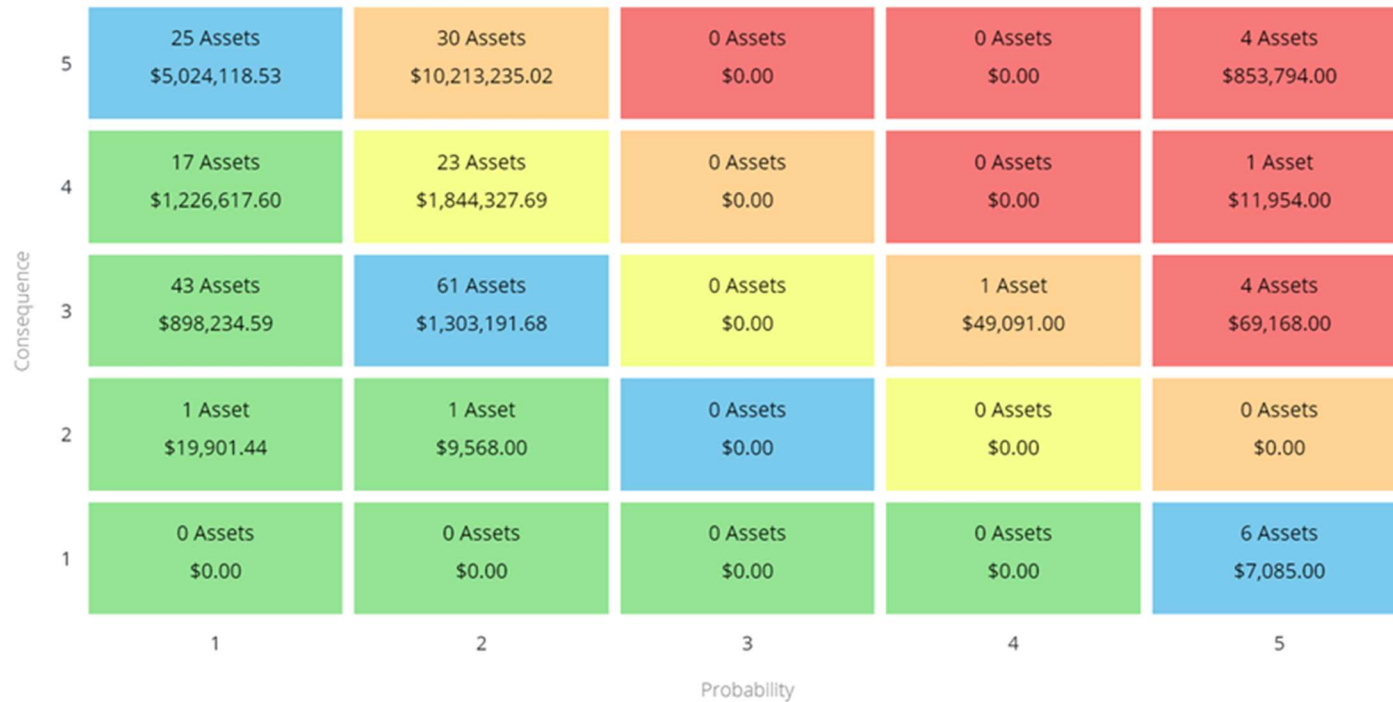 25 Assets
$5,024,118.53
30 Assets
$10,213,235.02
0 Assets
$0.00
0 Assets
$0.00
4 Assets
$853,794.00
5
17 Assets
$1,226,617.60
23 Assets
$1,844,327.69
0 Assets
$0.00
0 Assets
$0.00
1 Asset
$11,954.00
4
Consequence
43 Assets
$898,234.59
61 Assets
$1,303,191.68
0 Assets
$0.00
1 Asset
$49,091.00
4 Assets
$69,168.00
3
1 Asset
$19,901.44
1 Asset
$9,568.00
0 Assets
$0.00
0 Assets
$0.00
0 Assets
$0.00
2
0 Assets
$0.00
0 Assets
$0.00
0 Assets
$0.00
0 Assets
$0.00
6 Assets
$7,085.00
1
1
2
3
4
5
Probability